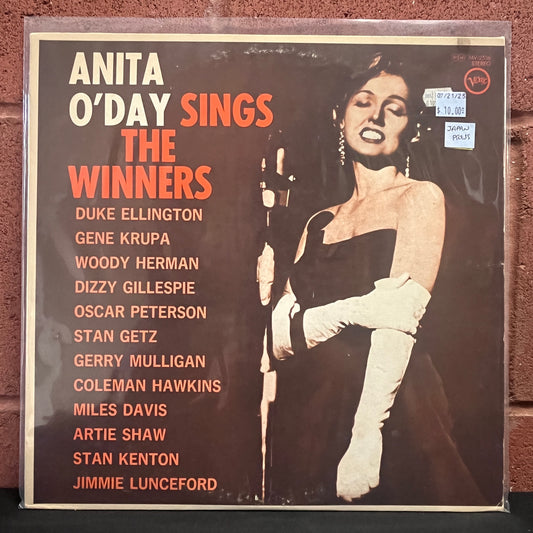 ANITA
O'DAY SINGS
THE
WINNERS
DUKE ELLINGTON
GENE KRUPA
WOODY HERMAN
DIZZY GILLESPIE
OSCAR PETERSON
STAN GETZ
GERRY MULLIGAN
COLEMAN HAWKINS
MILES DAVIS
ARTIE SHAW
STAN KENTON
JIMMIE LUNCEFORD
STEREO
VERVE
$ 10.00
JAPAN
PRESS